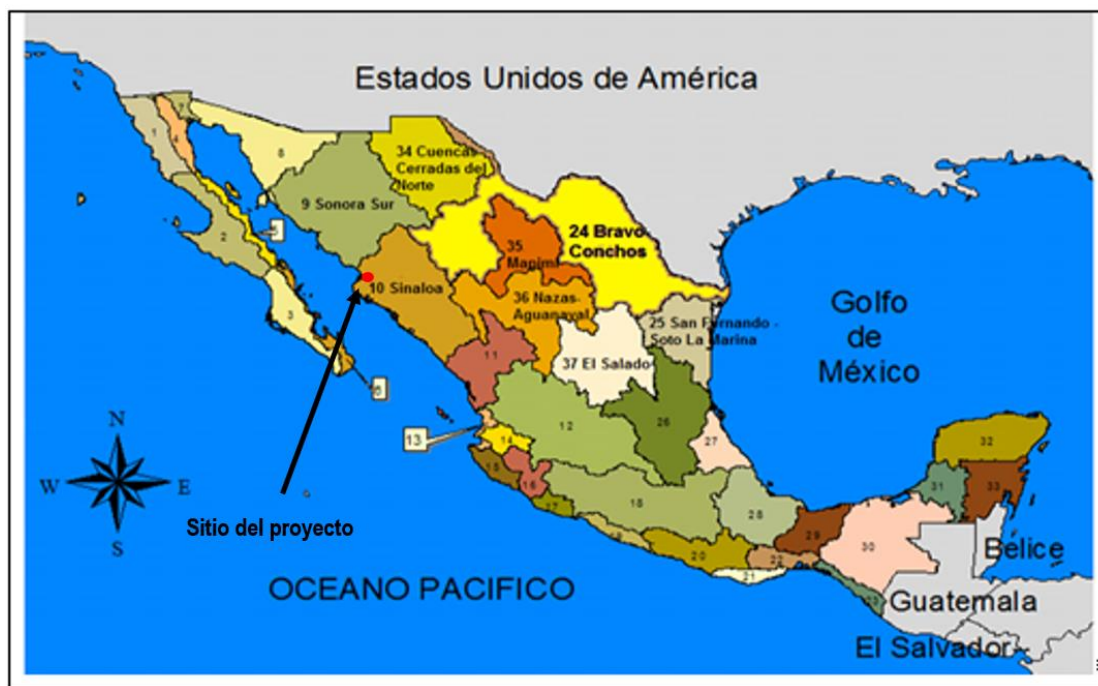 Estados Unidos de América
7
1
4
8
34 Cuencas
Cerradas del
Norte
9 Sonora Sur
5
2
24 Bravo
Conchos
35
Mapimí
10 Sinaloa
36 Nazas-
Aguanaval
3
25 San Fernando -
Soto La Marina
Golfo
de
México
11
37 El Salado
6
12
26
13
14
27
32
15
16
31
33
N
W
E
S
17
18
28
Sitio del proyecto
29
20
22
30
21
Belice
OCEANO PACIFICO
23
Guatemala
El Salvador